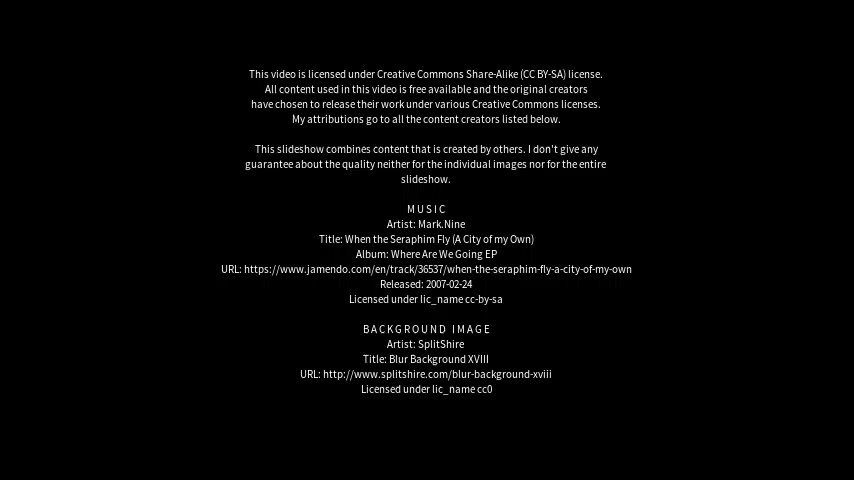 This video is licensed under Creative Commons Share-Alike (CC BY-SA) license.
All content used in this video is free available and the original creators
have chosen to release their work under various Creative Commons licenses.
My attributions go to all the content creators listed below.
This slideshow combines content that is created by others. I don't give any
guarantee about the quality neither for the individual images nor for the entire
slideshow.
MUSIC
Artist: Mark.Nine
Title: When the Seraphim Fly (A City of my Own)
Album: Where Are We Going EP
URL: https://www.jamendo.com/en/track/36537/when-the-seraphim-fly-a-city-of-my-own
Released: 2007-02-24
Licensed under lic_name cc-by-sa
BACKGROUND IMAGE
Artist: SplitShire
Title: Blur Background XVIII
URL: http://www.splitshire.com/blur-background-xviii
Licensed under lic_name cc0